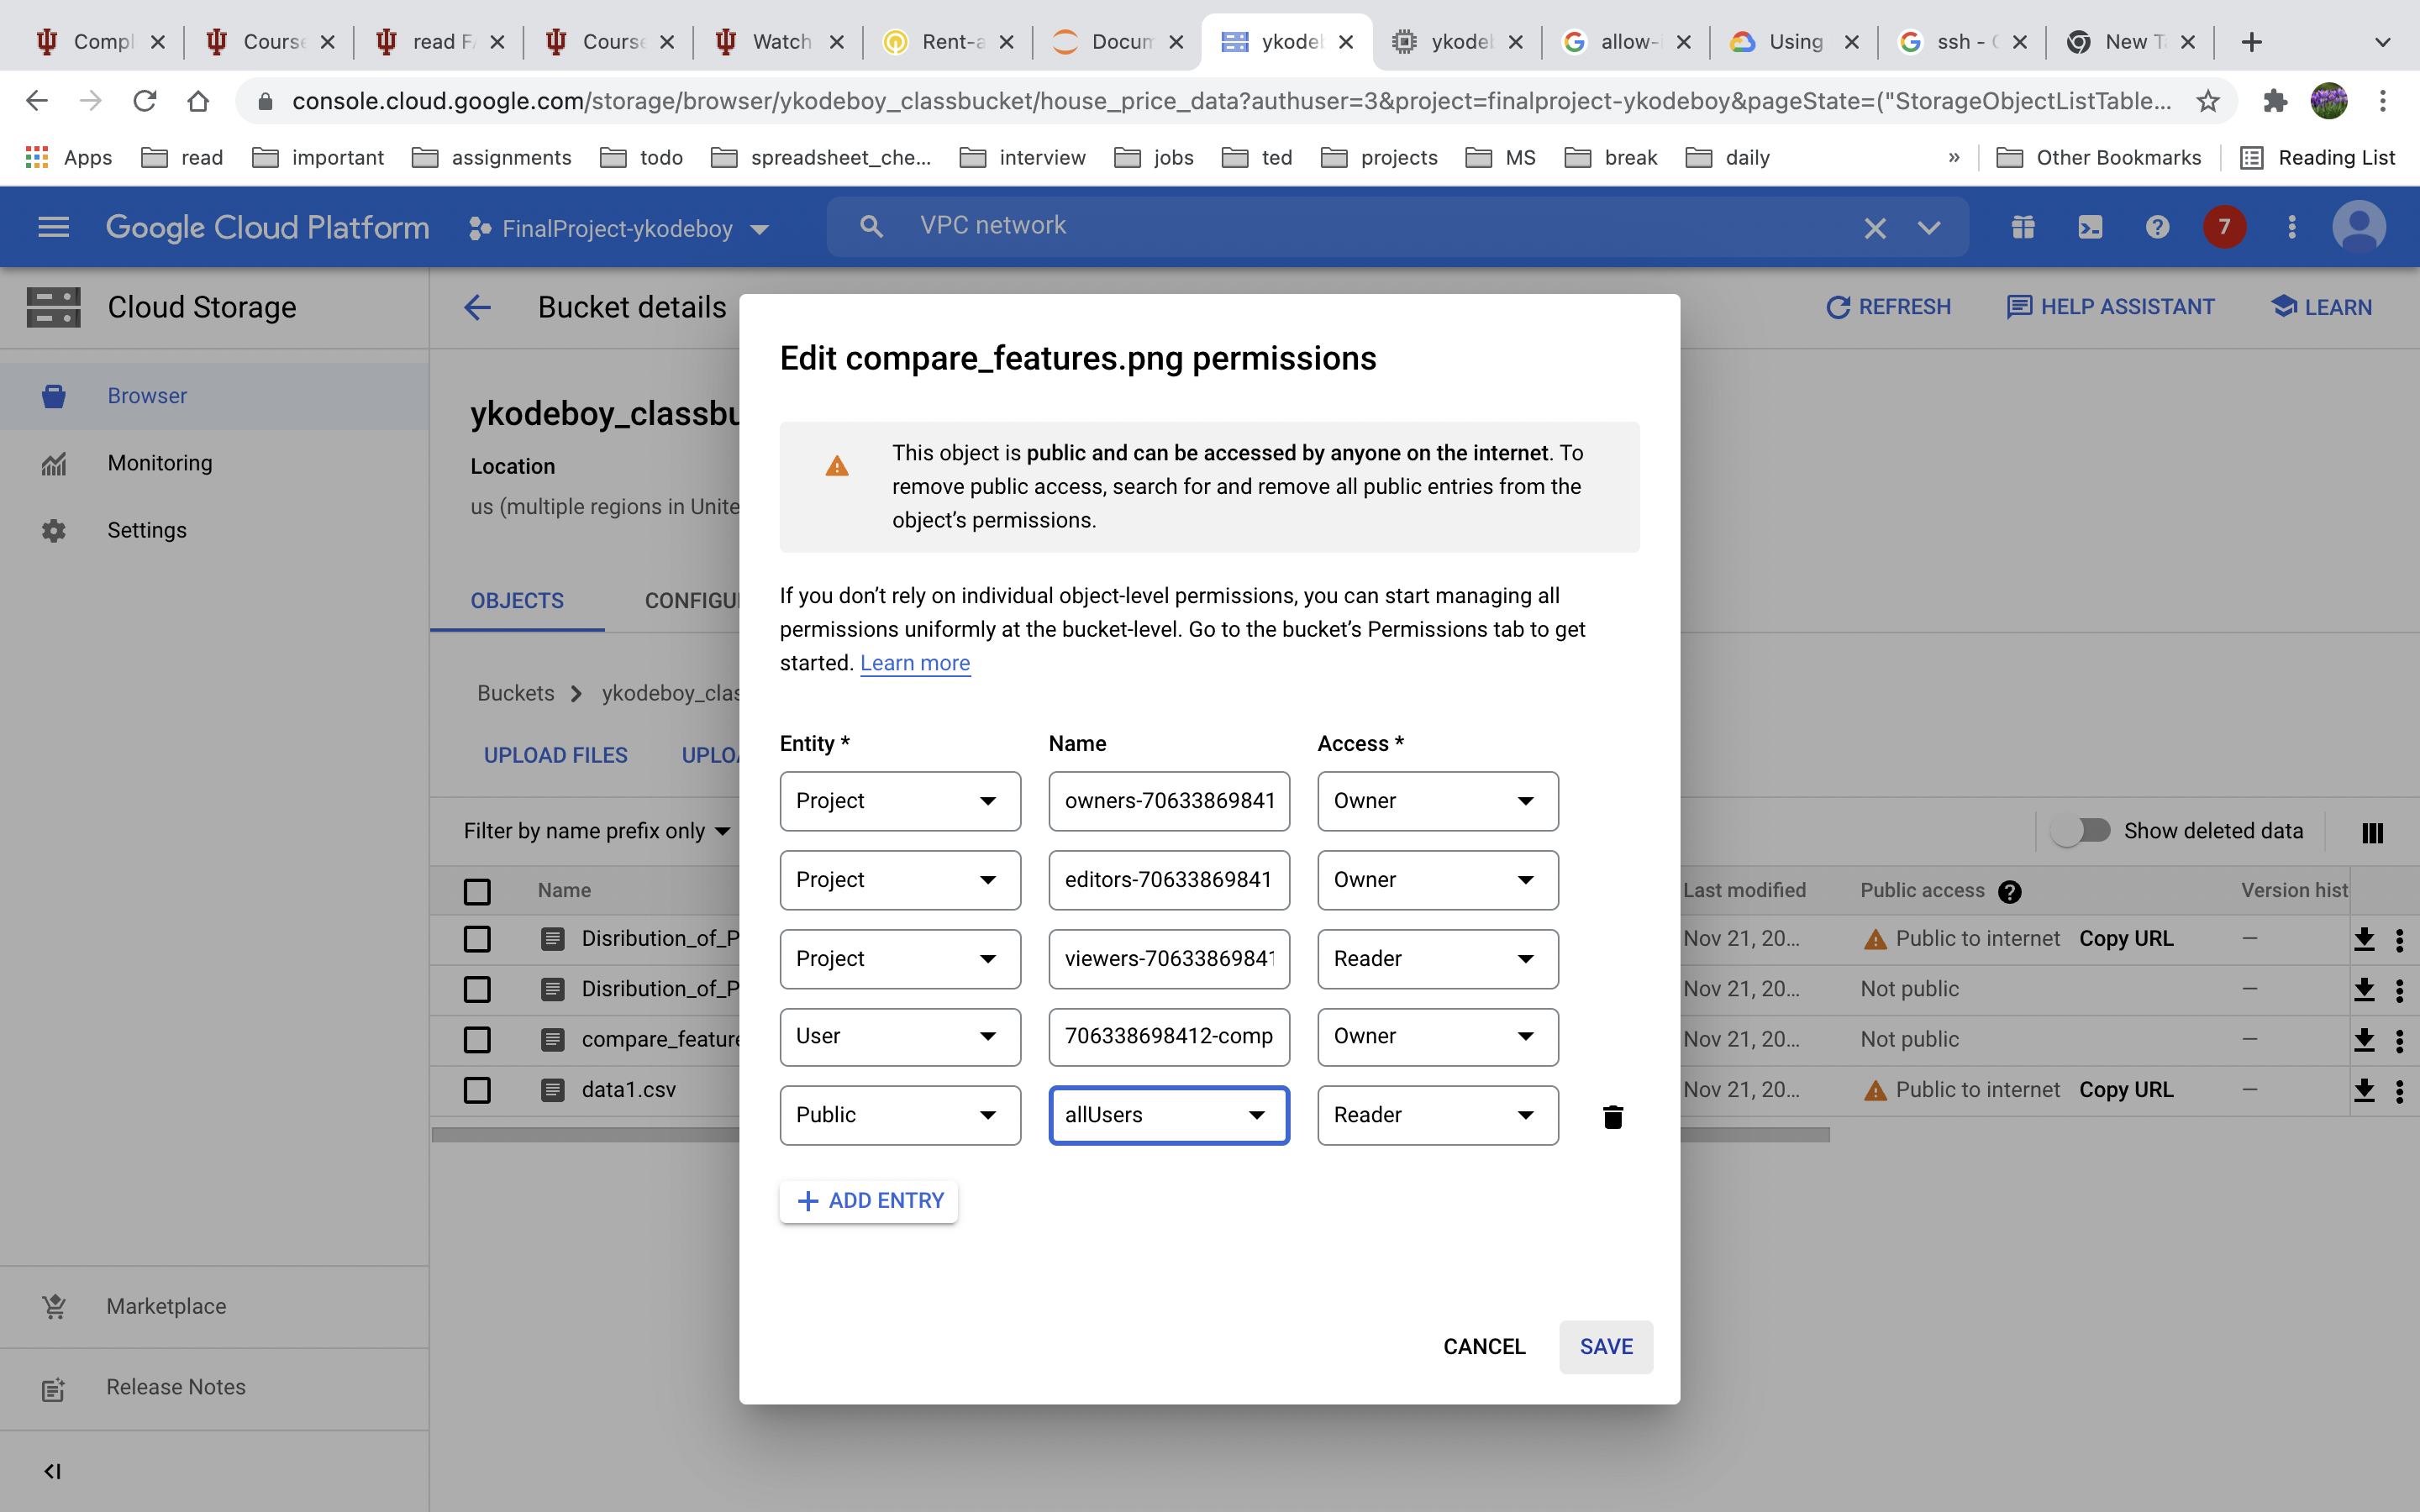 Compl
Course
read FA
Course
Watch
Rent-a
Docum
ykodeb
ykodeb
allow-i
Using
ssh - G
New Ta
console.cloud.google.com/storage/browser/ykodeboy_classbucket/house_price_data?authuser=3&project=finalproject-ykodeboy&pageState=("StorageObjectListTable...
Apps read important assignments todo spreadsheet_che... interview jobs ted projects MS break daily » Other Bookmarks Reading List
Google Cloud Platform FinalProject-ykodeboy VPC network 7
Cloud Storage
Browser
Monitoring
Settings
Marketplace
Release Notes
Bucket details REFRESH HELP ASSISTANT LEARN
ykodeboy_classbu
Location
us (multiple regions in Unite
OBJECTS CONFIGU
Buckets ykodeboy_clas
UPLOAD FILES UPLOA
Filter by name prefix only Show deleted data
Name Last modified Public access Version hist
Disribution_of_P Nov 21, 20... Public to internet Copy URL —
Disribution_of_P Nov 21, 20... Not public —
compare_feature Nov 21, 20... Not public —
data1.csv Nov 21, 20... Public to internet Copy URL —
Edit compare_features.png permissions
This object is public and can be accessed by anyone on the internet. To
remove public access, search for and remove all public entries from the
object’s permissions.
If you don’t rely on individual object-level permissions, you can start managing all
permissions uniformly at the bucket-level. Go to the bucket’s Permissions tab to get
started. Learn more
Entity * Name Access *
Project owners-70633869841 Owner
Project editors-70633869841 Owner
Project viewers-70633869841 Reader
User 706338698412-comp Owner
Public allUsers Reader
ADD ENTRY
CANCEL SAVE